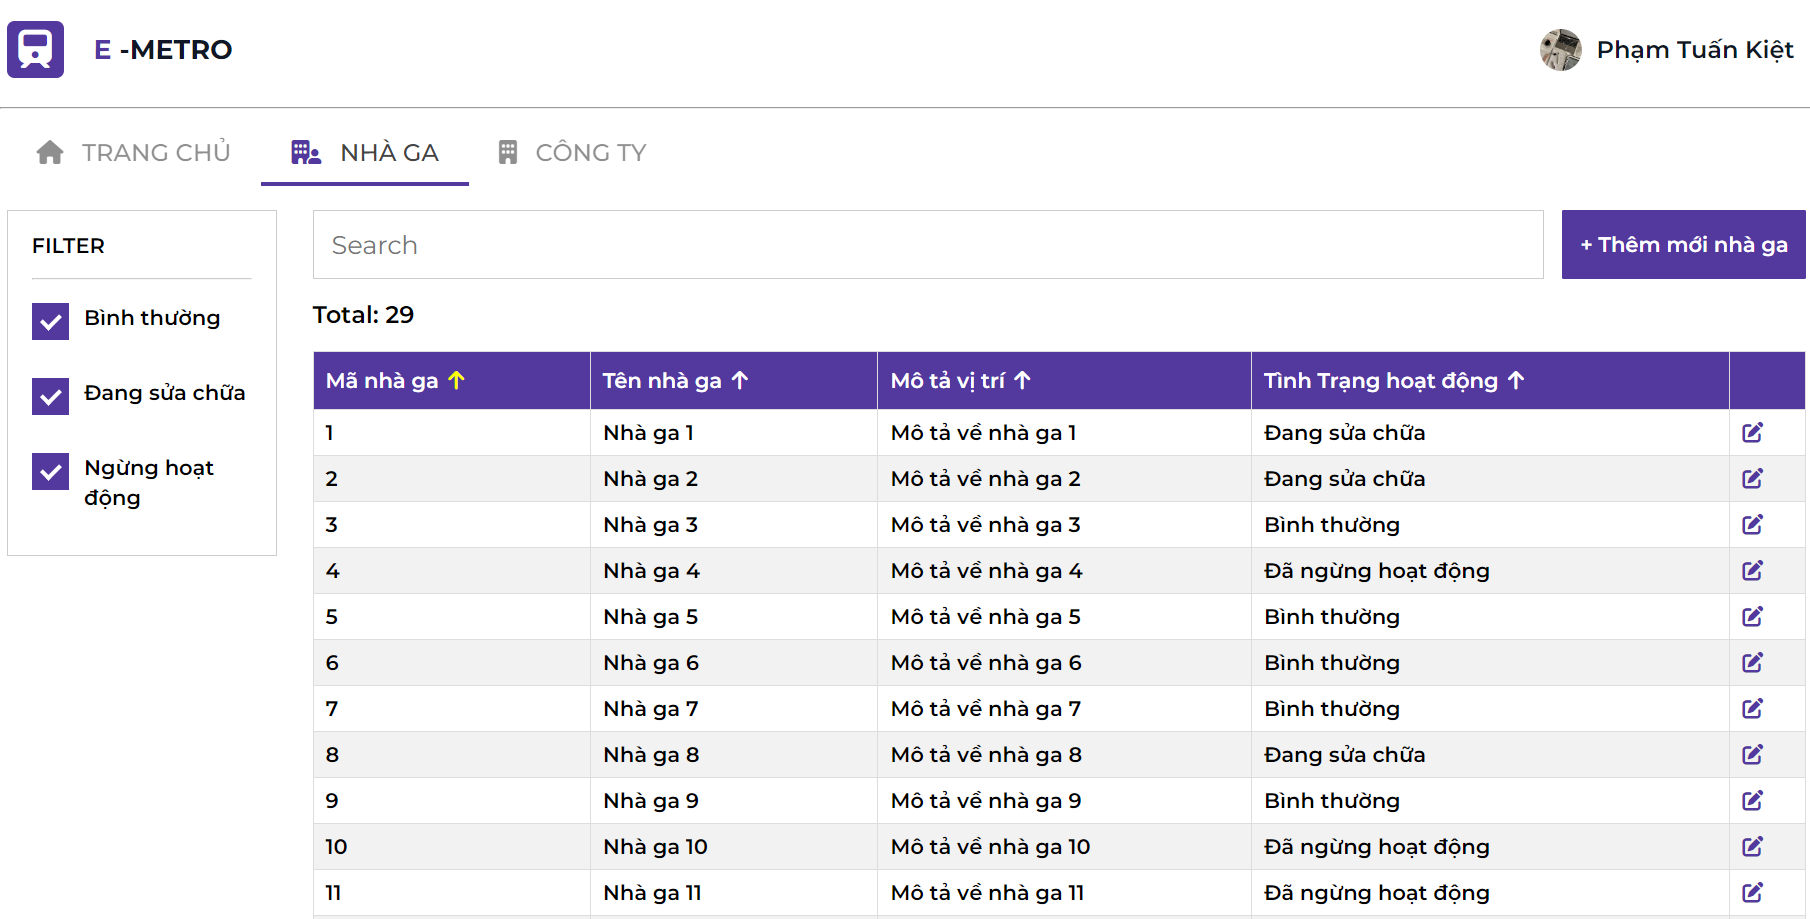 E -METRO
Phạm Tuấn Kiệt
TRANG CHỦ
NHÀ GA
CÔNG TY
FILTER
Bình thường
Đang sửa chữa
Ngừng hoạt
động
Search
+ Thêm mới nhà ga
Total: 29
Mã nhà ga Tên nhà ga Mô tả vị trí Tình Trạng hoạt động
1 Nhà ga 1 Mô tả về nhà ga 1 Đang sửa chữa
2 Nhà ga 2 Mô tả về nhà ga 2 Đang sửa chữa
3 Nhà ga 3 Mô tả về nhà ga 3 Bình thường
4 Nhà ga 4 Mô tả về nhà ga 4 Đã ngừng hoạt động
5 Nhà ga 5 Mô tả về nhà ga 5 Bình thường
6 Nhà ga 6 Mô tả về nhà ga 6 Bình thường
7 Nhà ga 7 Mô tả về nhà ga 7 Bình thường
8 Nhà ga 8 Mô tả về nhà ga 8 Đang sửa chữa
9 Nhà ga 9 Mô tả về nhà ga 9 Bình thường
10 Nhà ga 10 Mô tả về nhà ga 10 Đã ngừng hoạt động
11 Nhà ga 11 Mô tả về nhà ga 11 Đã ngừng hoạt động